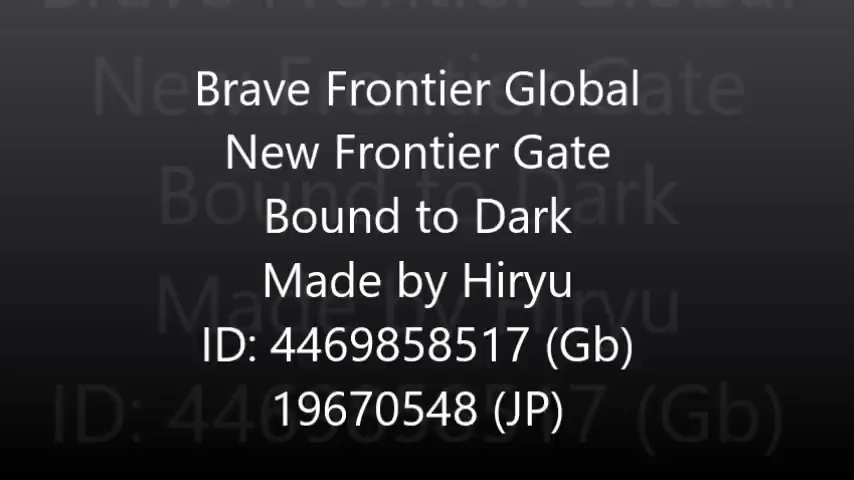 Brave Frontier Global
New Frontier Gate
Bound to Dark
Made by Hiryu
ID: 4469858517 (Gb)
19670548 (JP)